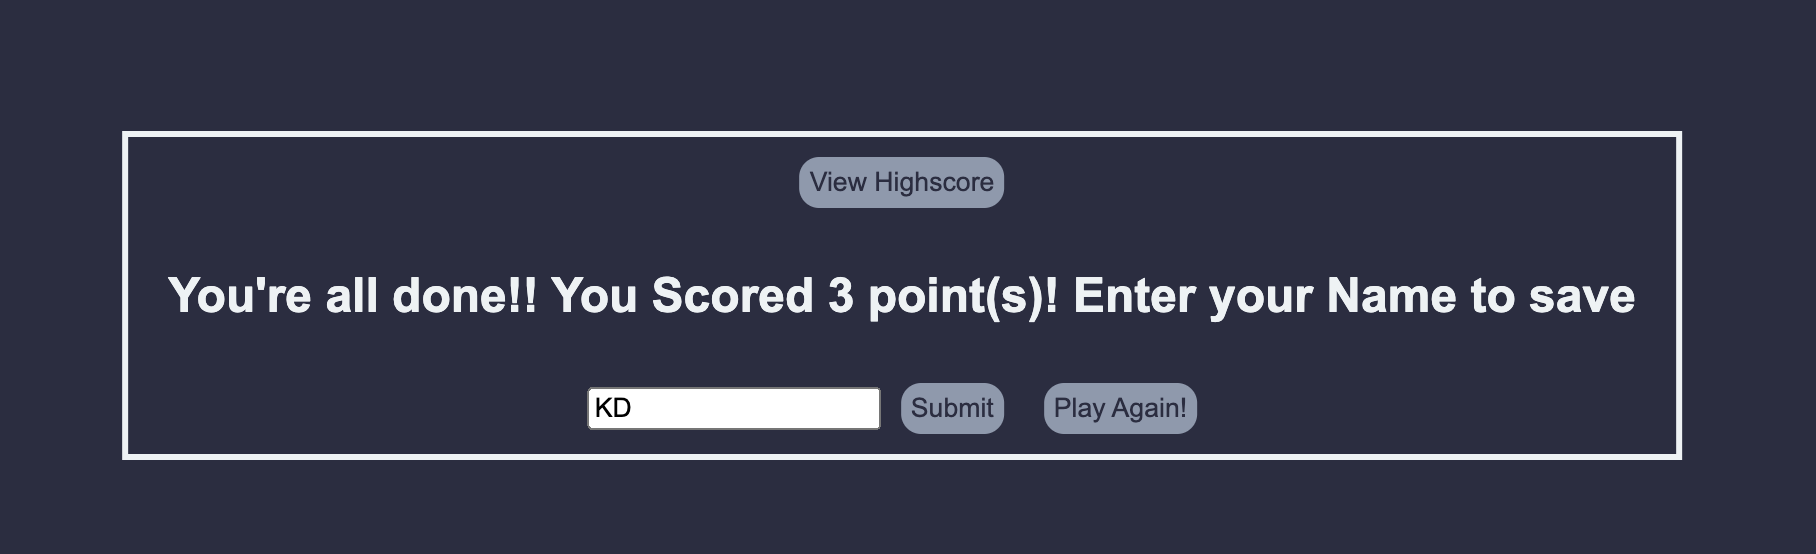 View Highscore
You're all done!! You Scored 3 point(s)! Enter your Name to save
KD Submit Play Again!